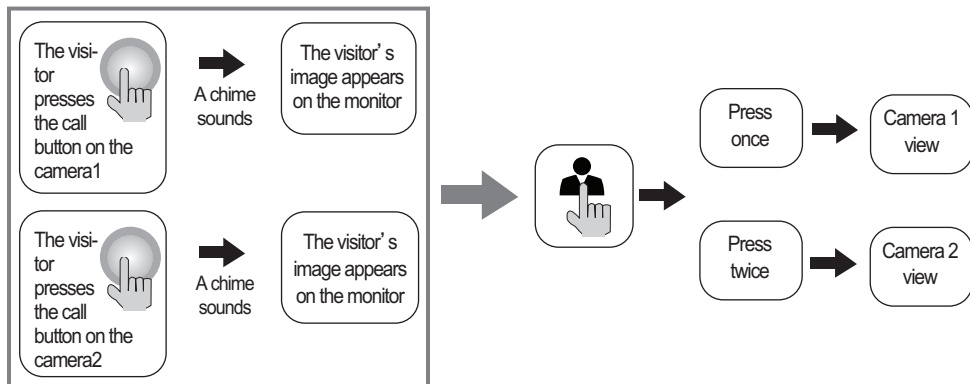 The visi-
tor
presses
the call
button on the
camera1
A chime
sounds
The visitor’s
image appears
on the monitor
The visi-
tor
presses
the call
button on the
camera2
A chime
sounds
The visitor’s
image appears
on the monitor
Press
once
Camera 1
view
Press
twice
Camera 2
view